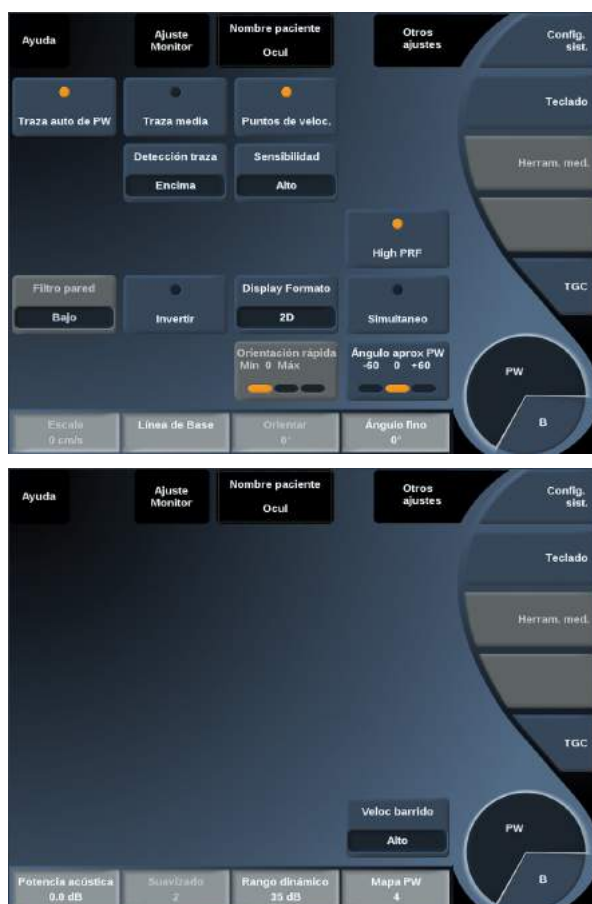 Ayuda
Ajuste
Monitor
Nombre paciente
Ocul
Otros
ajustes
Config.
sist.
Traza auto de PW
Traza media
Puntos de veloc.
Teclado
Detección traza
Encima
Sensibilidad
Alto
Herram. med.
High PRF
Filtro pared
Bajo
Invertir
Display Formato
2D
Simultaneo
TGC
Orientación rápida
Mín 0 Máx
Ángulo aprox PW
-60 0 +60
PW
B
Escala
0 cm/s
Línea de Base
Orientar
0°
Ángulo fino
0°
Ayuda
Ajuste
Monitor
Nombre paciente
Ocul
Otros
ajustes
Config.
sist.
Teclado
Herram. med.
TGC
Veloc barrido
Alto
PW
B
Potencia acústica
0.0 dB
Suavizado
2
Rango dinámico
35 dB
Mapa PW
4